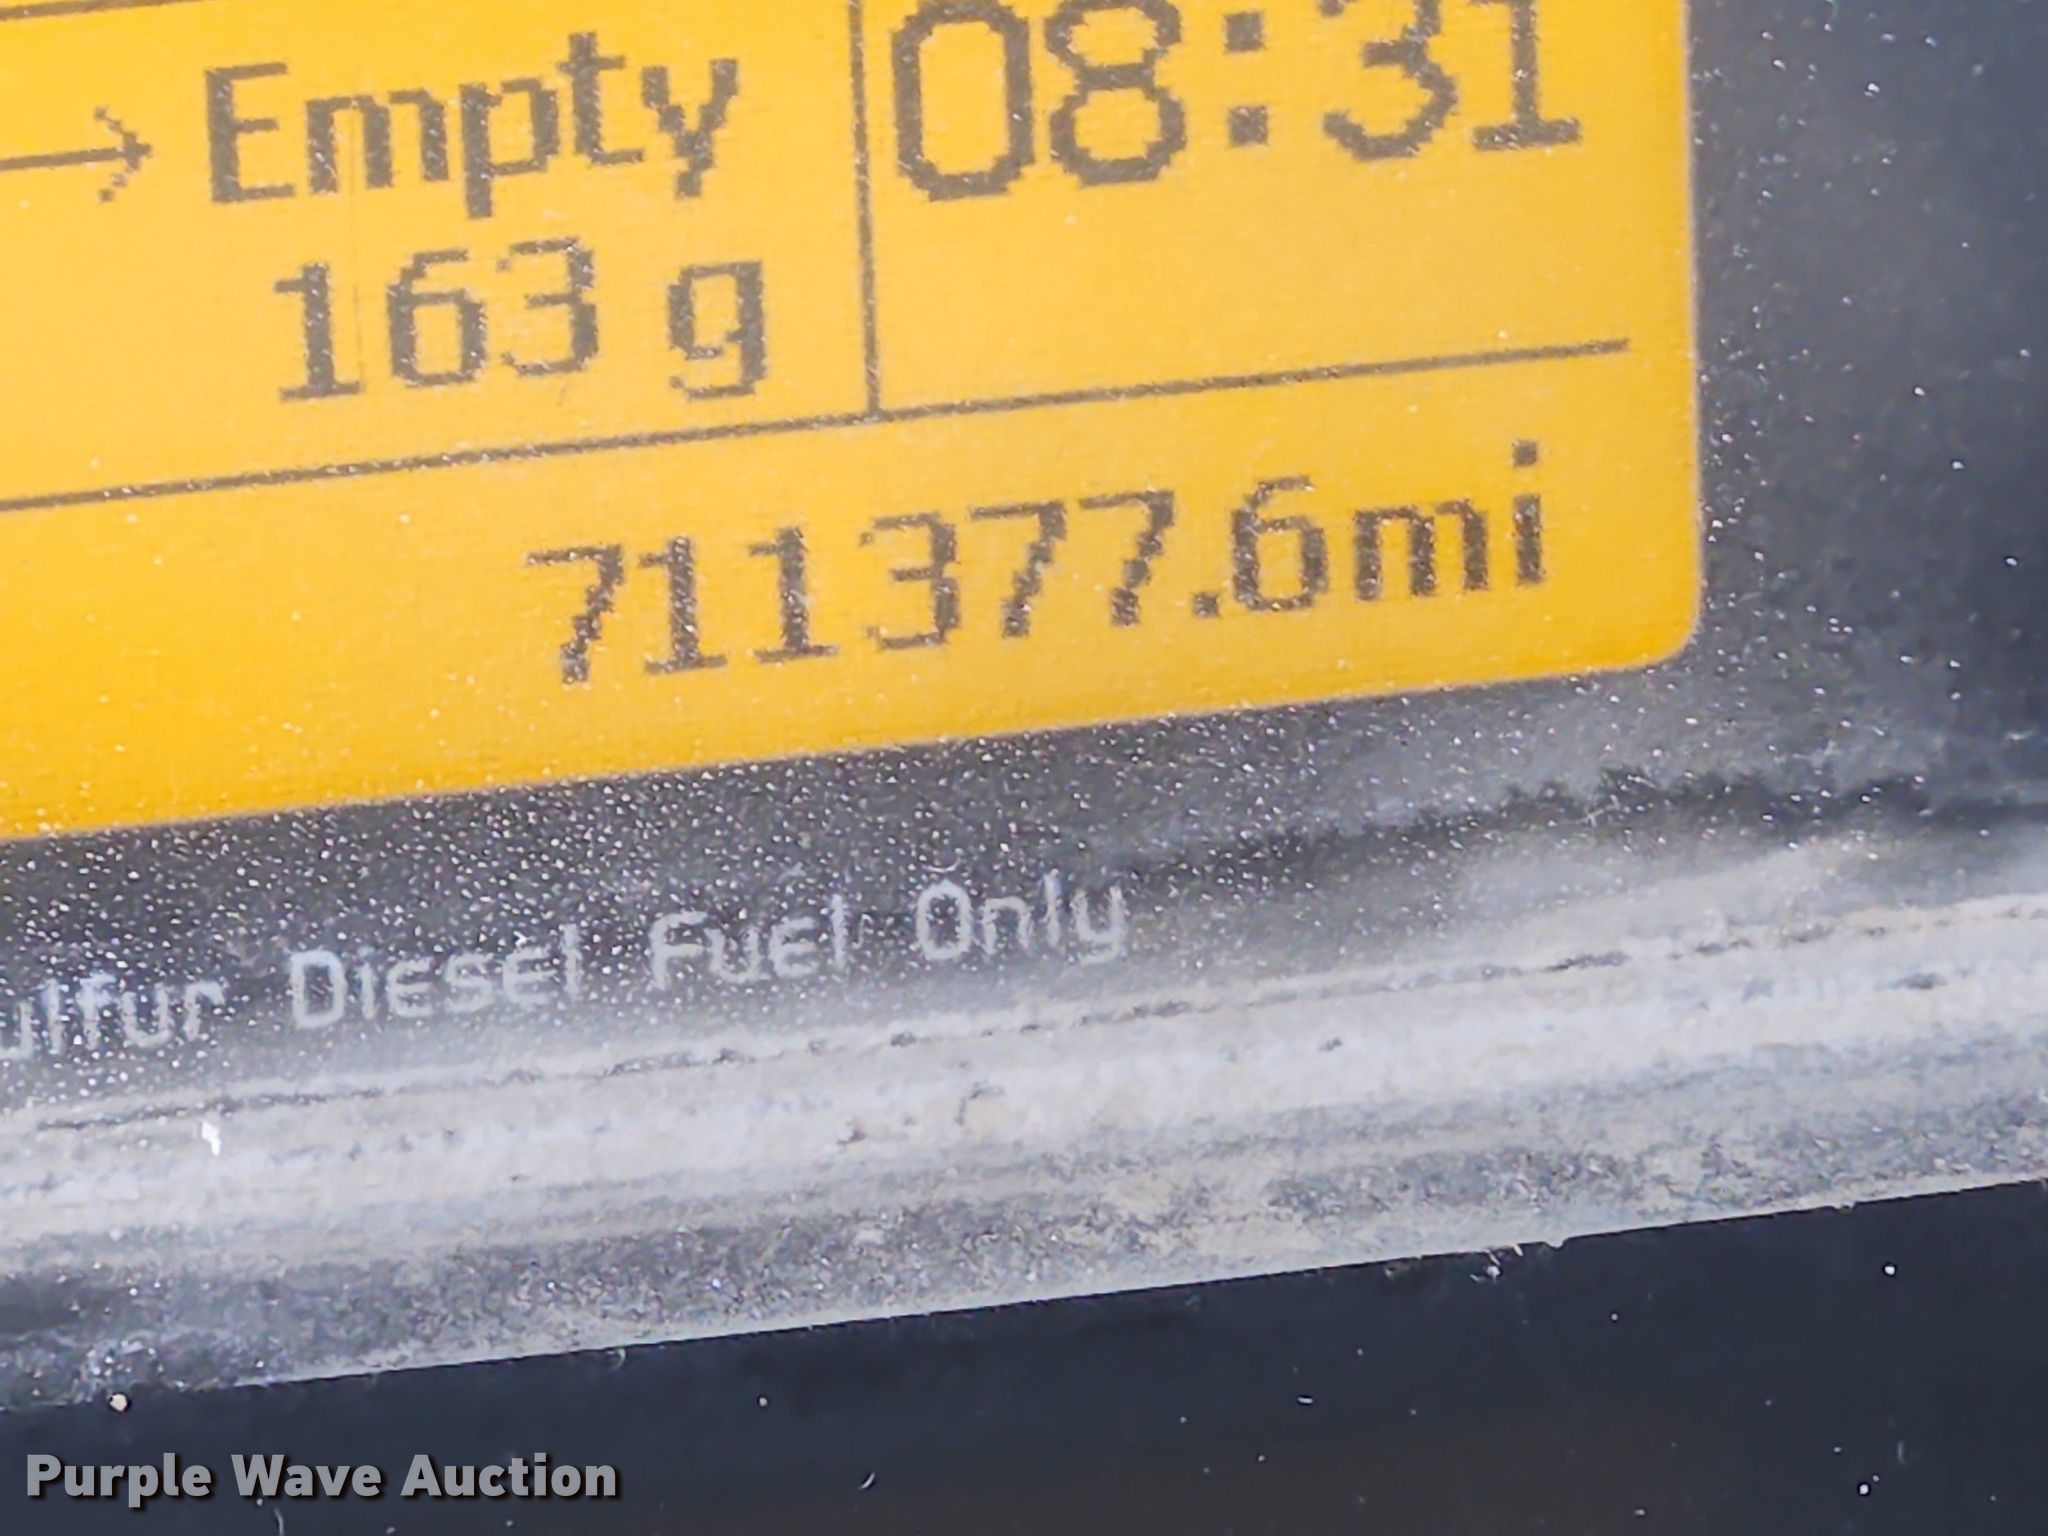 → Empty
08:31
163 g
711377.6mi
ulfur Diesel Fuel Only
Purple Wave Auction